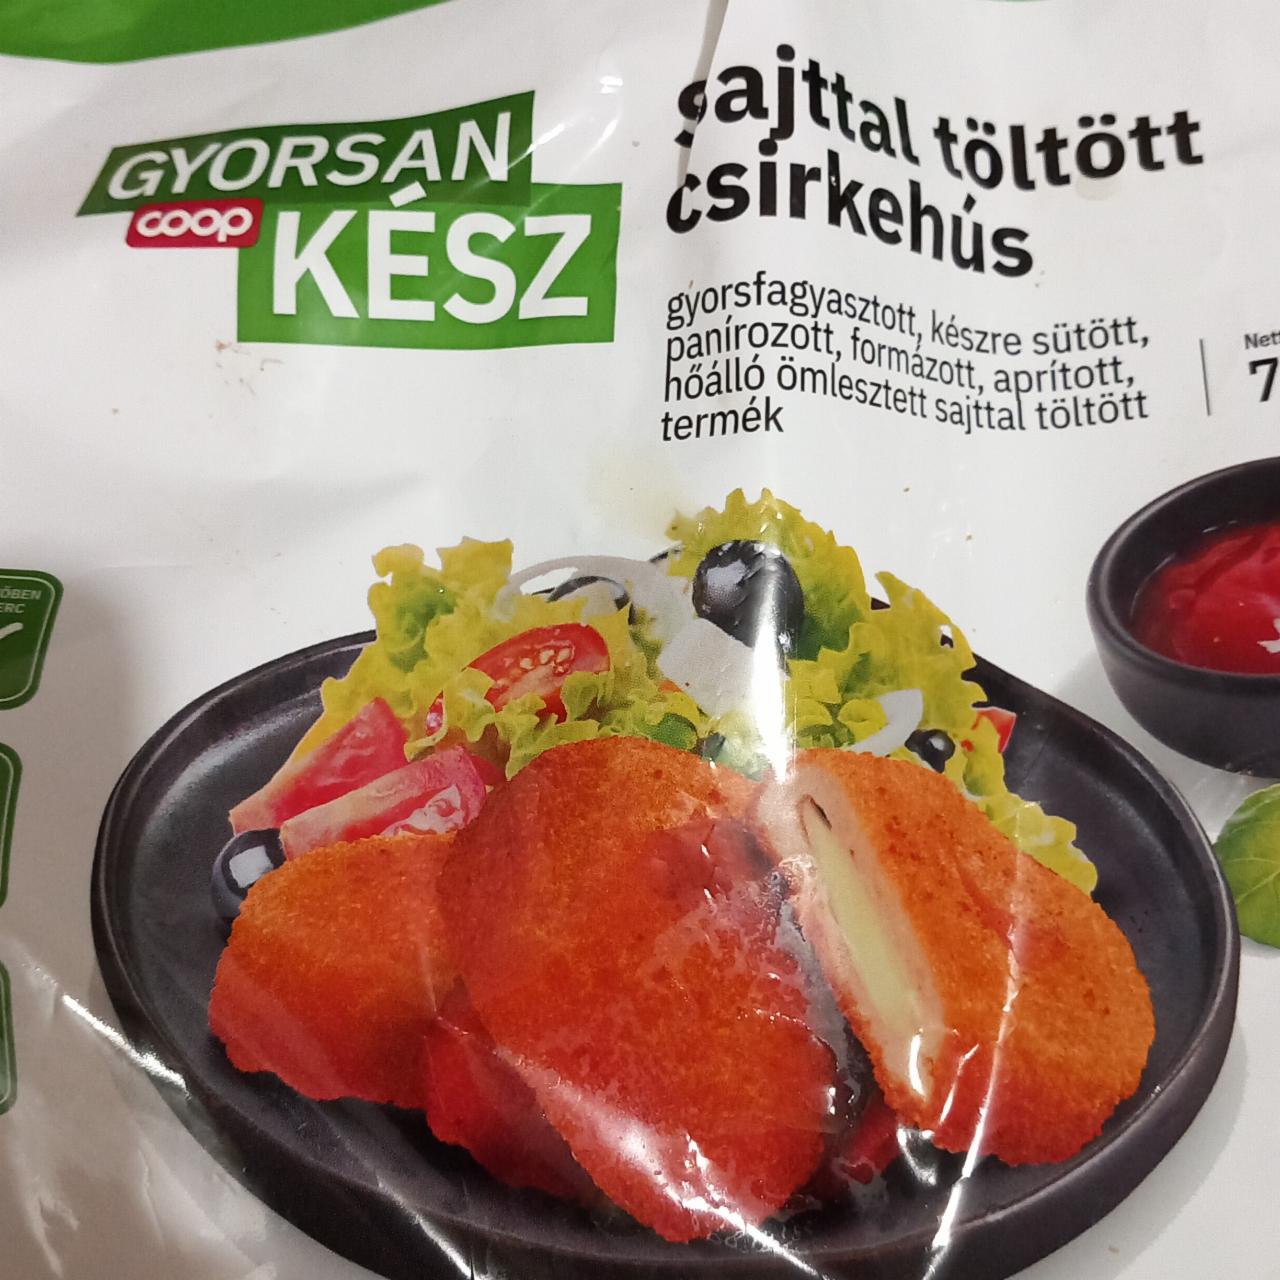 GYORSAN
coop
KÉSZ
sajttal töltött
csirkehús
gyorsfagyasztott, készre sütött,
panírozott, formázott, aprított,
hőálló ömlesztett sajttal töltött
termék